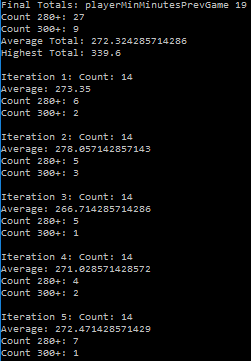 Final Totals: playerMinMinutesPrevGame 19
Count 280+: 27
Count 300+: 9
Average Total: 272.324285714286
Highest Total: 339.6
Iteration 1: Count: 14
Average: 273.35
Count 280+: 6
Count 300+: 2
Iteration 2: Count: 14
Average: 278.057142857143
Count 280+: 5
Count 300+: 3
Iteration 3: Count: 14
Average: 266.714285714286
Count 280+: 5
Count 300+: 1
Iteration 4: Count: 14
Average: 271.028571428572
Count 280+: 4
Count 300+: 2
Iteration 5: Count: 14
Average: 272.471428571429
Count 280+: 7
Count 300+: 1